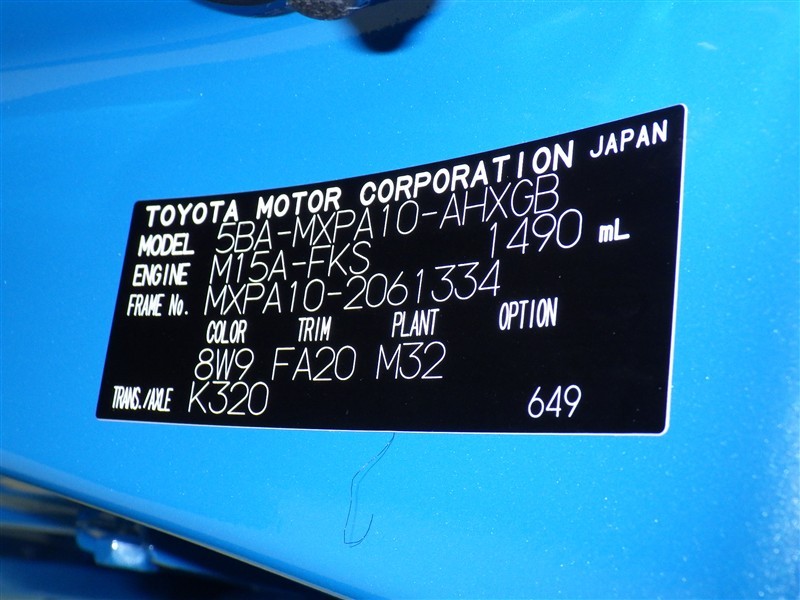 TOYOTA MOTOR CORPORATION JAPAN
MODEL 5BA-MXPA10-AHXGB
ENGINE M15A-FKS 1490 mL
FRAME No. MXPA10-2061334
COLOR TRIM PLANT OPTION
8W9 FA20 M32
TRANS./AXLE K320 649